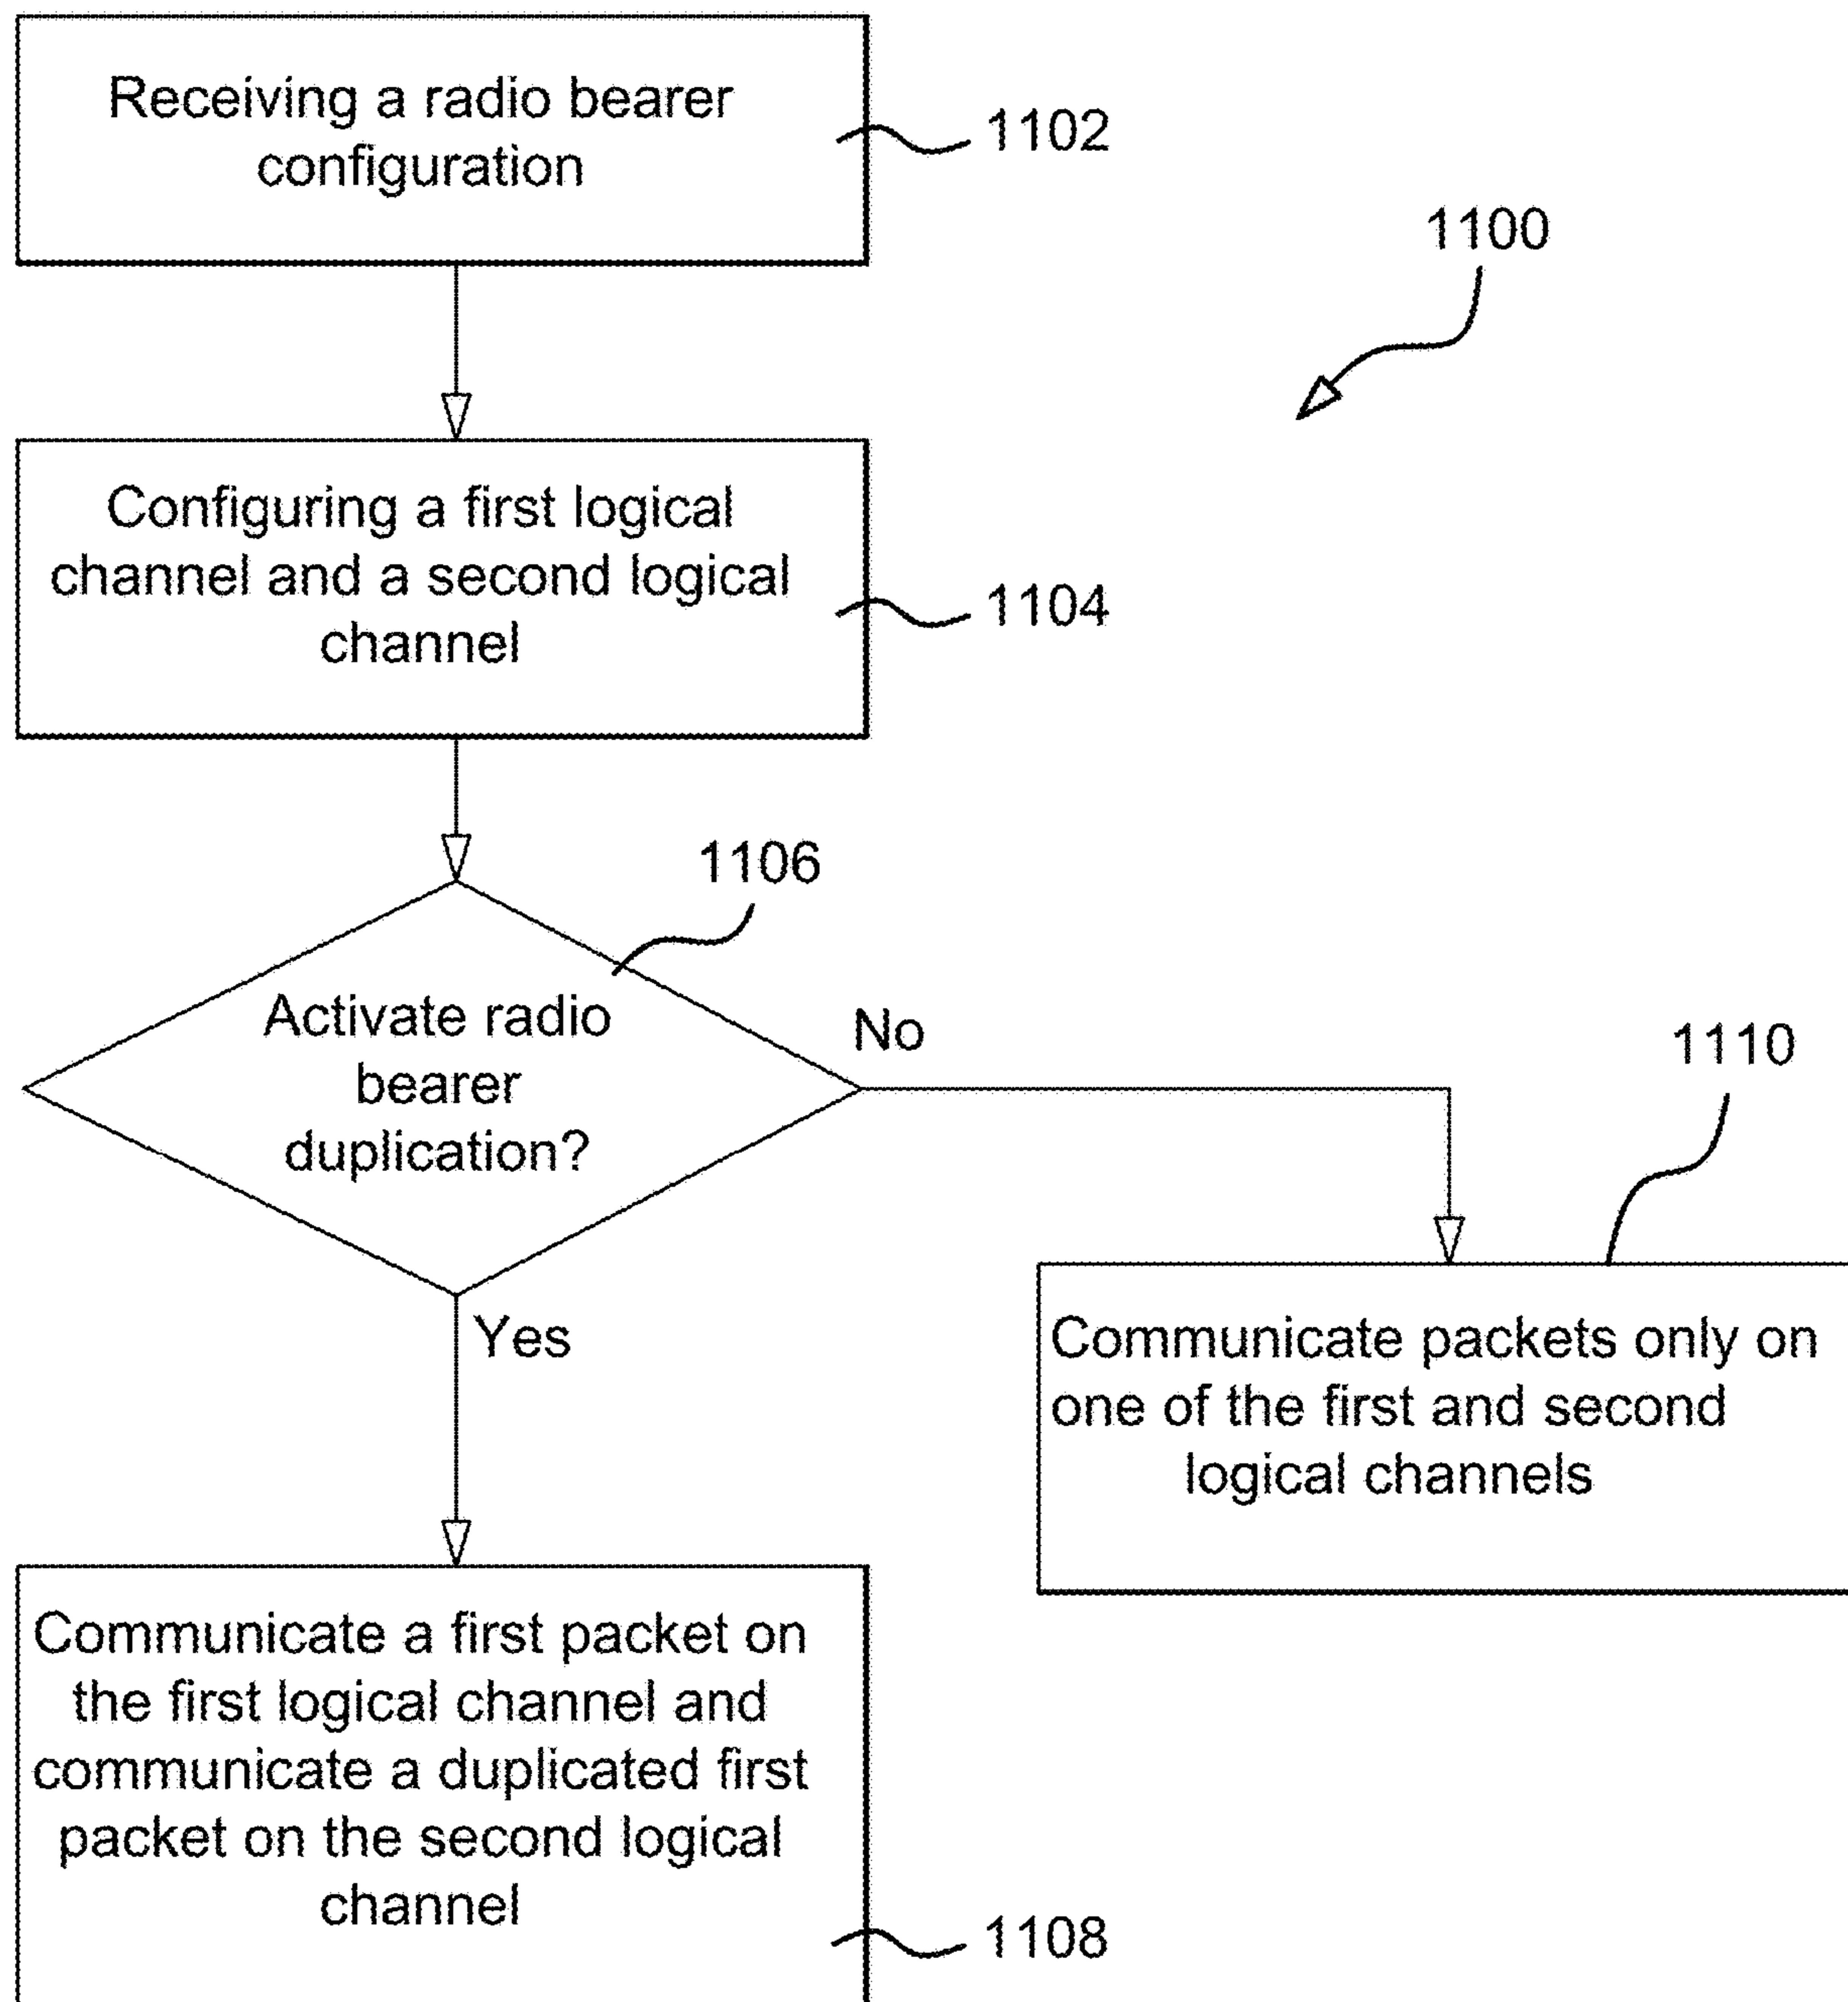 Receiving a radio bearer
configuration
1102
1100
Configuring a first logical
channel and a second logical
channel
1104
1106
Activate radio
bearer
duplication?
No
1110
Yes
Communicate packets only on
one of the first and second
logical channels
Communicate a first packet on
the first logical channel and
communicate a duplicated first
packet on the second logical
channel
1108